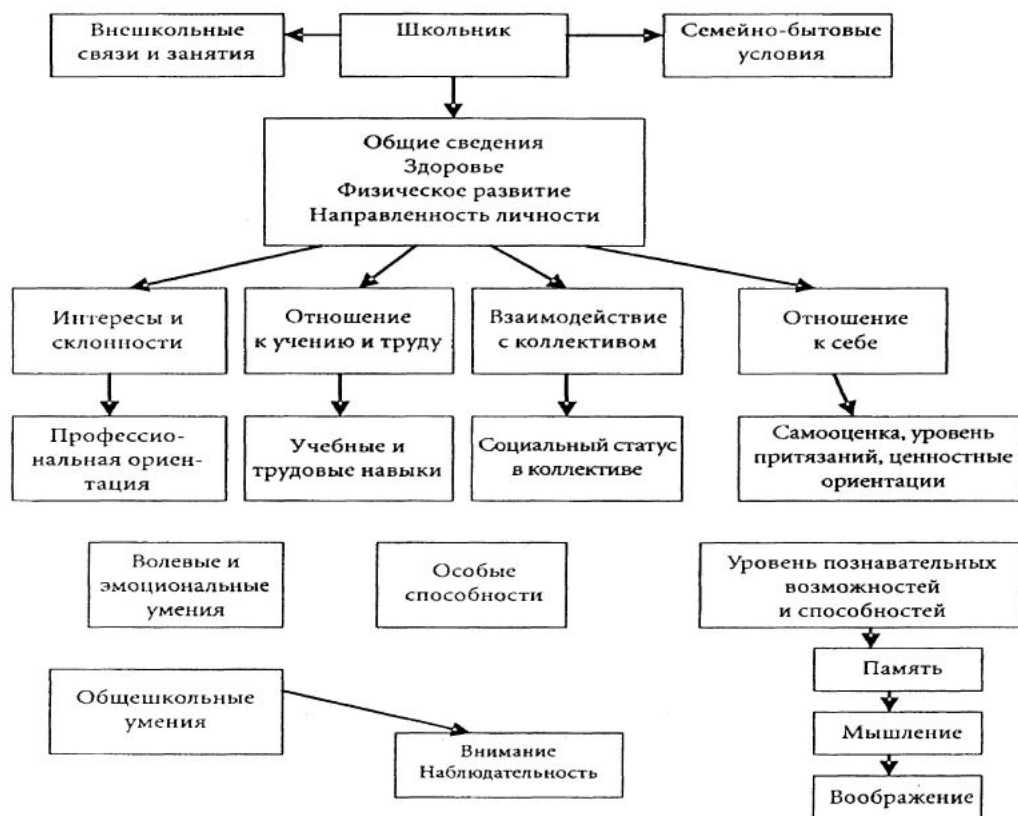 Внешкольные
связи и занятия
Школьник
Семейно-бытовые
условия
Общие сведения
Здоровье
Физическое развитие
Направленность личности
Интересы и
склонности
Отношение
к учению и труду
Взаимодействие
с коллективом
Отношение
к себе
Профессио-
нальная ориен-
тация
Учебные и
трудовые навыки
Социальный статус
в коллективе
Самооценка, уровень
притязаний, ценностные
ориентации
Волевые и
эмоциональные
умения
Особые
способности
Уровень познавательных
возможностей
и способностей
Память
Общешкольные
умения
Мышление
Внимание
Наблюдательность
Воображение